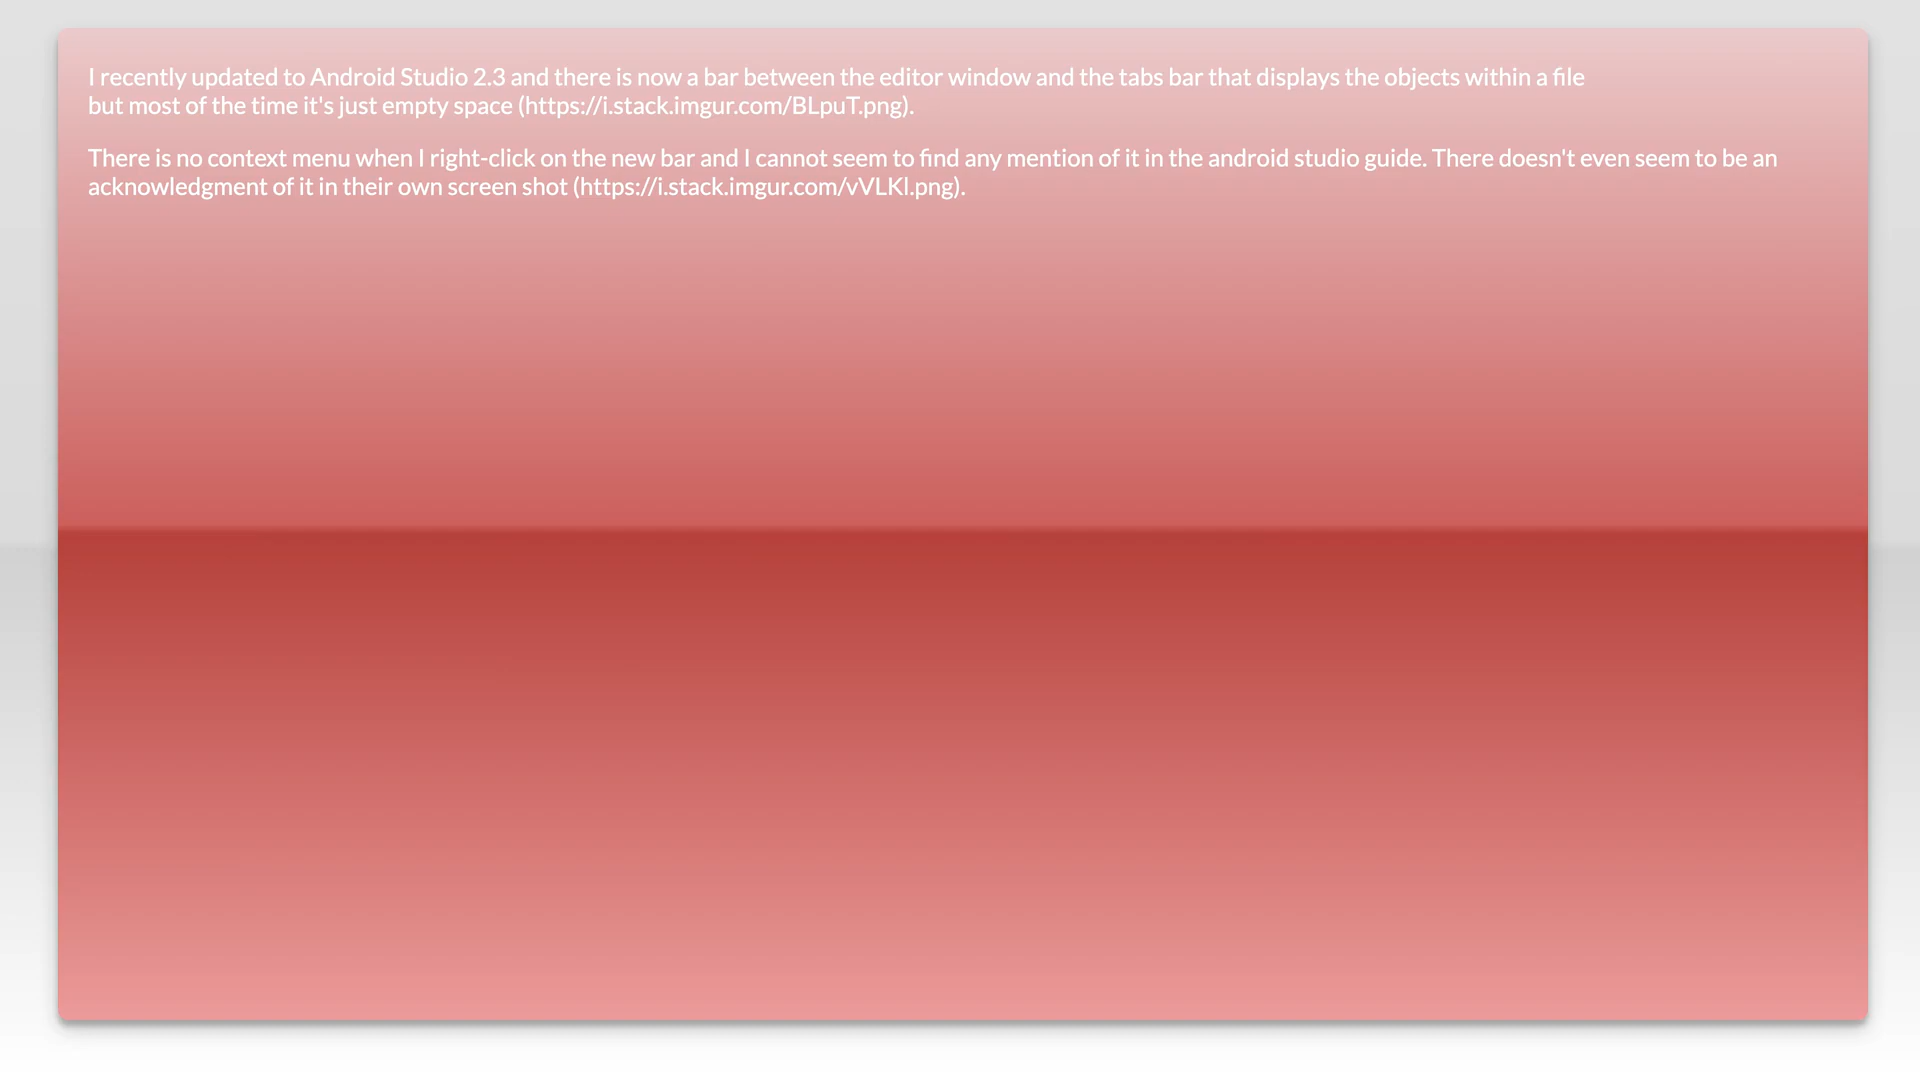 I recently updated to Android Studio 2.3 and there is now a bar between the editor window and the tabs bar that displays the objects within a file
but most of the time it's just empty space (https://i.stack.imgur.com/BLpuT.png).
There is no context menu when I right-click on the new bar and I cannot seem to find any mention of it in the android studio guide. There doesn't even seem to be an
acknowledgment of it in their own screen shot (https://i.stack.imgur.com/vVLKl.png).